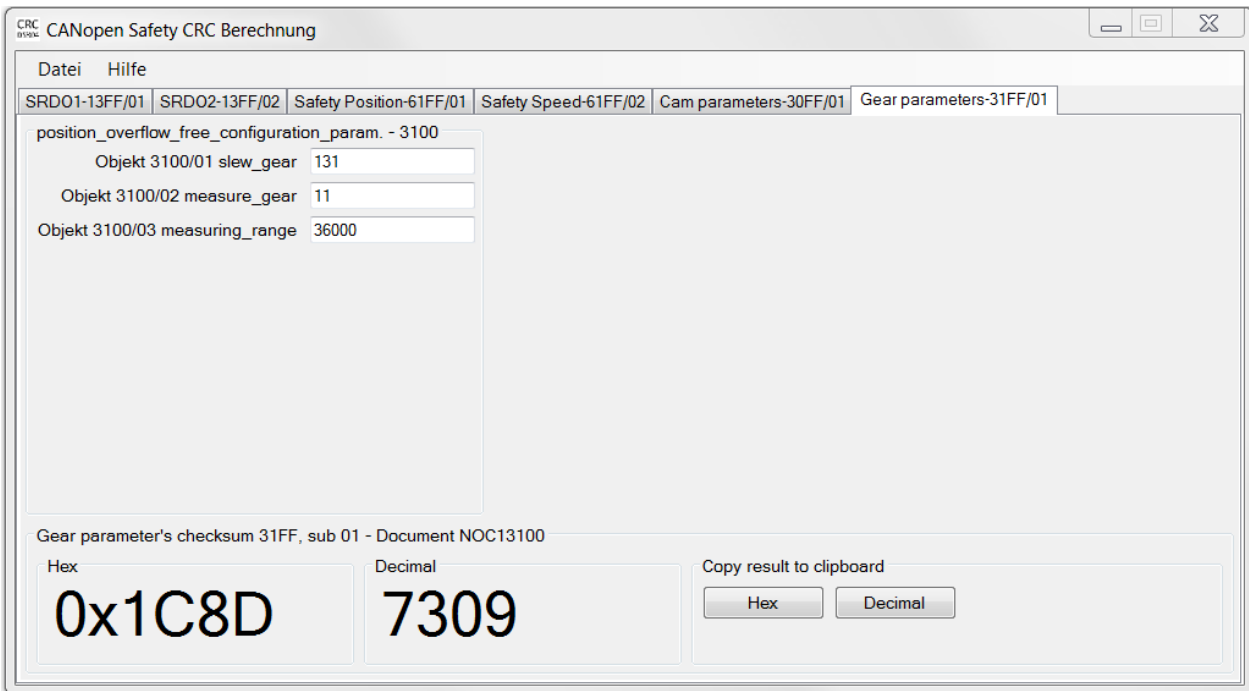 CRC CANopen Safety CRC Berechnung
Datei Hilfe
SRDO1-13FF/01 SRDO2-13FF/02 Safety Position-61FF/01 Safety Speed-61FF/02 Cam parameters-30FF/01 Gear parameters-31FF/01
position_overflow_free_configuration_param. - 3100
Objekt 3100/01 slew_gear 131
Objekt 3100/02 measure_gear 11
Objekt 3100/03 measuring_range 36000
Gear parameter's checksum 31FF, sub 01 - Document NOC13100
Hex Decimal Copy result to clipboard
0x1C8D 7309 Hex Decimal